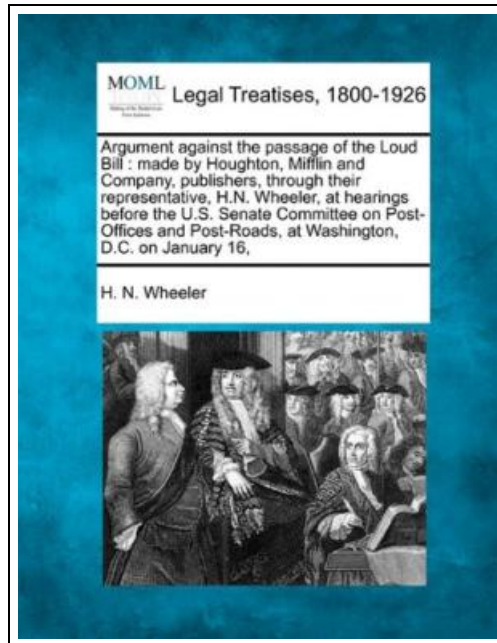 MOML
Legal Treatises, 1800-1926
Argument against the passage of the Loud
Bill : made by Houghton, Mifflin and
Company, publishers, through their
representative, H.N. Wheeler, at hearings
before the U.S. Senate Committee on Post-
Offices and Post-Roads, at Washington,
D.C. on January 16,
H. N. Wheeler